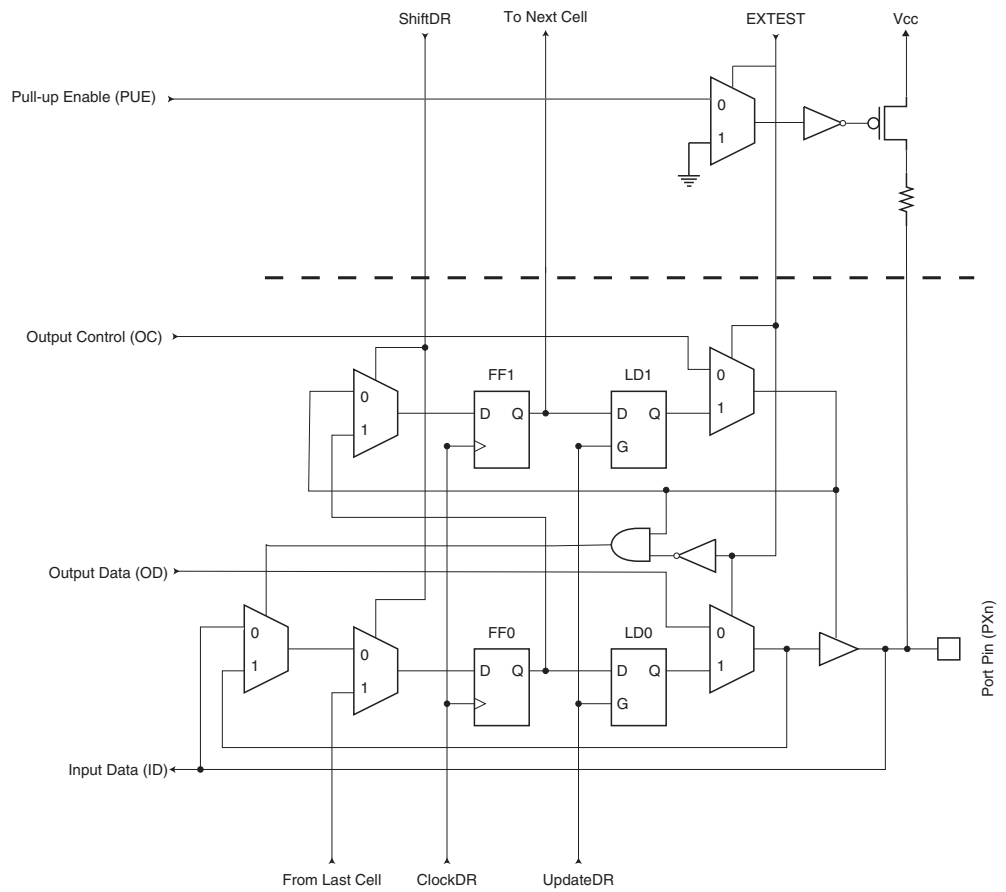 ShiftDR
To Next Cell
EXTEST
Vcc
Pull-up Enable (PUE)
0
1
Output Control (OC)
FF1
LD1
0
1
D Q
D Q
G
0
1
Output Data (OD)
FF0
LD0
0
1
0
1
D Q
D Q
G
0
1
Port Pin (PXn)
Input Data (ID)
From Last Cell
ClockDR
UpdateDR